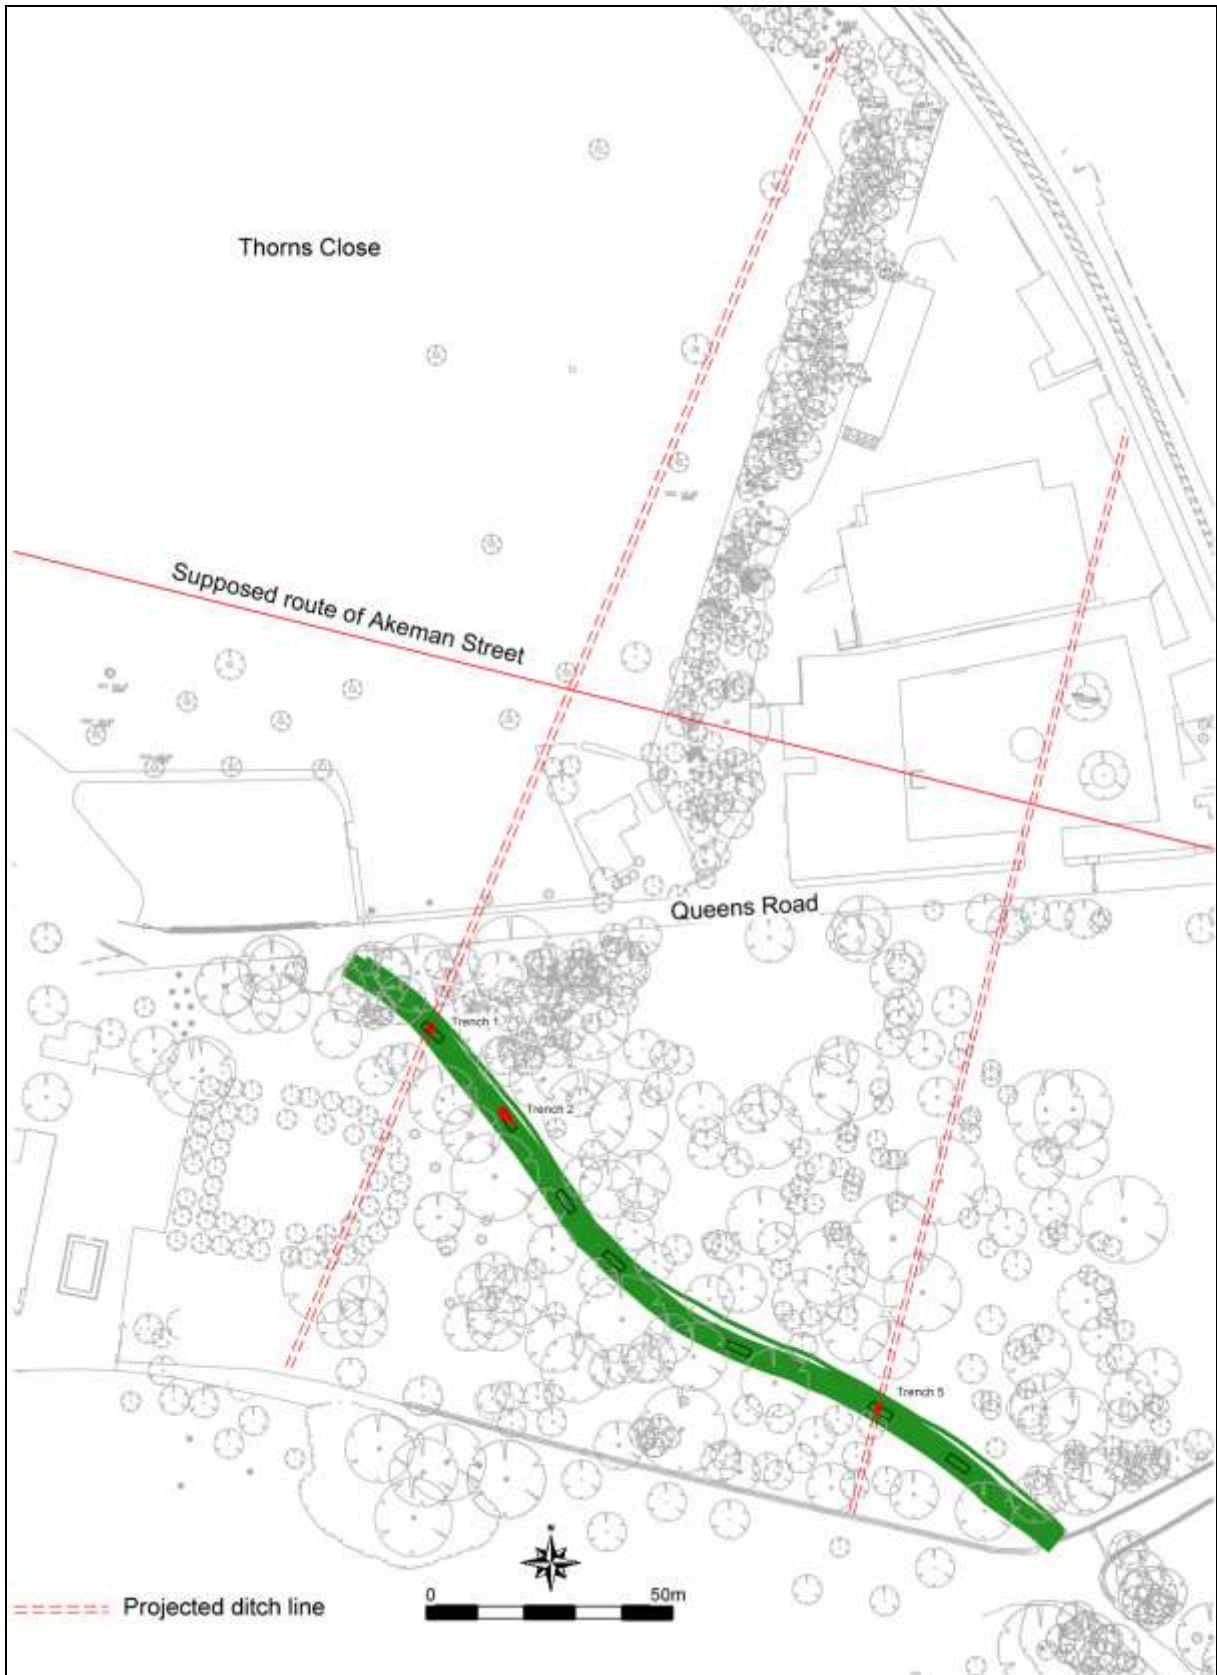 Thorns Close
Supposed route of Akeman Street
Queens Road
Trench 1
Trench 2
Trench 5
0 50m
Projected ditch line